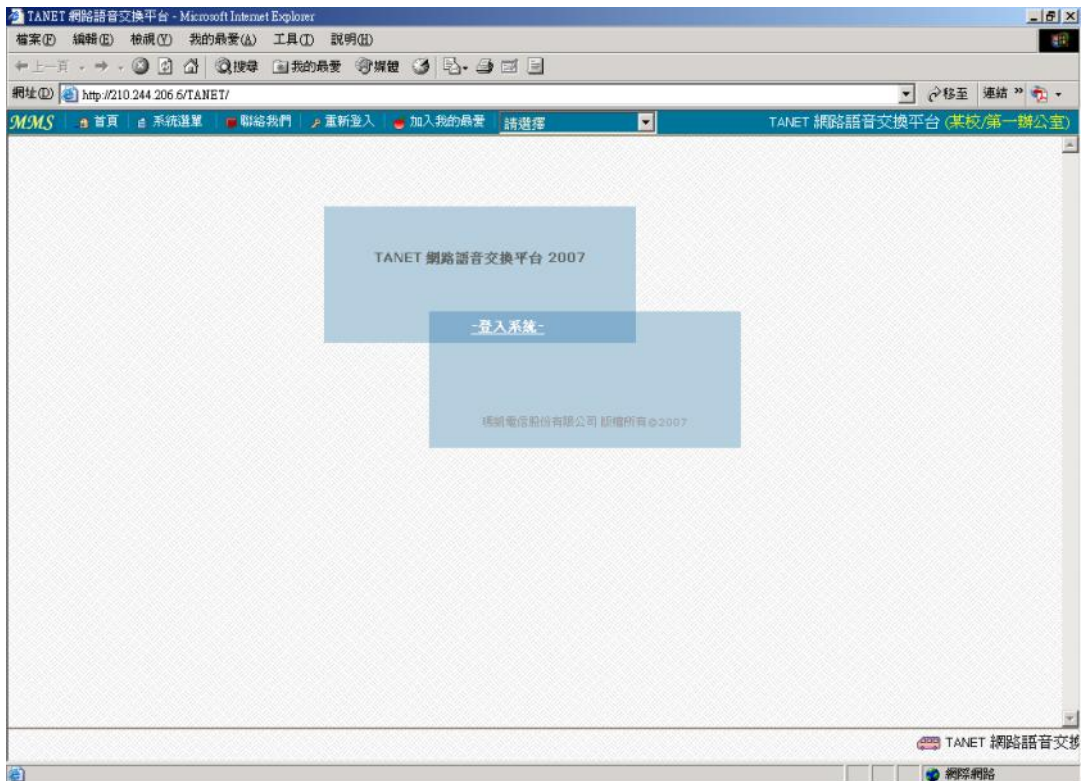 TANET 網路語音交換平台 - Microsoft Internet Explorer
檔案(F) 編輯(E) 檢視(V) 我的最愛(A) 工具(T) 說明(H)
上一頁 搜尋 我的最愛 媒體
網址(D) http://210.244.206.6/TANET/ 移至 連結 »
MMS 首頁 系統選單 聯絡我們 重新登入 加入我的最愛 請選擇 TANET 網路語音交換平台 (某校/第一辦公室)
TANET 網路語音交換平台 2007
-登入系統-
電信股份有限公司 版權所有©2007
TANET 網路語音交換
網際網路